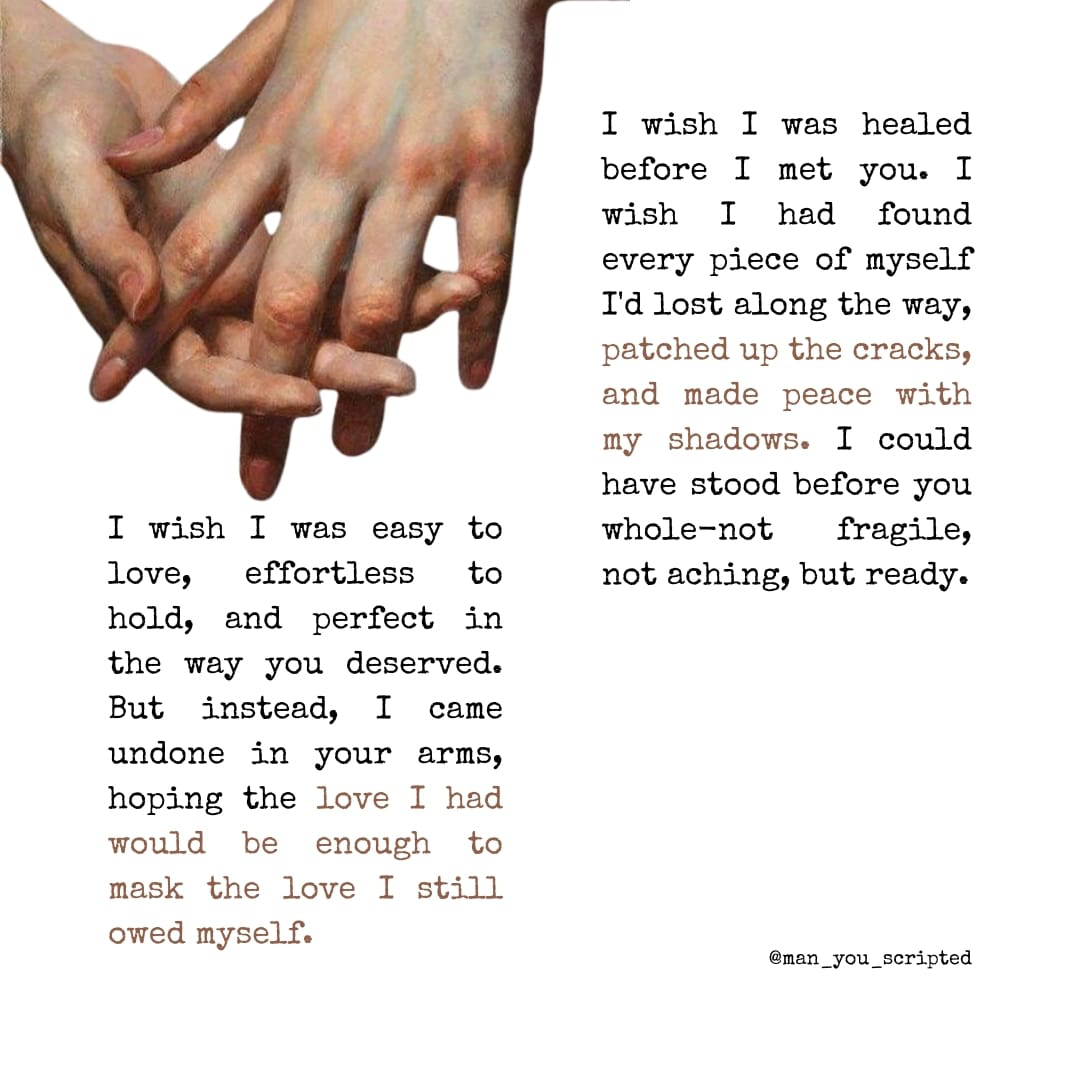 I wish I was easy to
love, effortless to
hold, and perfect in
the way you deserved.
But instead, I came
undone in your arms,
hoping the love I had
would be enough to
mask the love I still
owed myself.
I wish I was healed
before I met you. I
wish I had found
every piece of myself
I'd lost along the way,
patched up the cracks,
and made peace with
my shadows. I could
have stood before you
whole-not fragile,
not aching, but ready.
@man_you_scripted